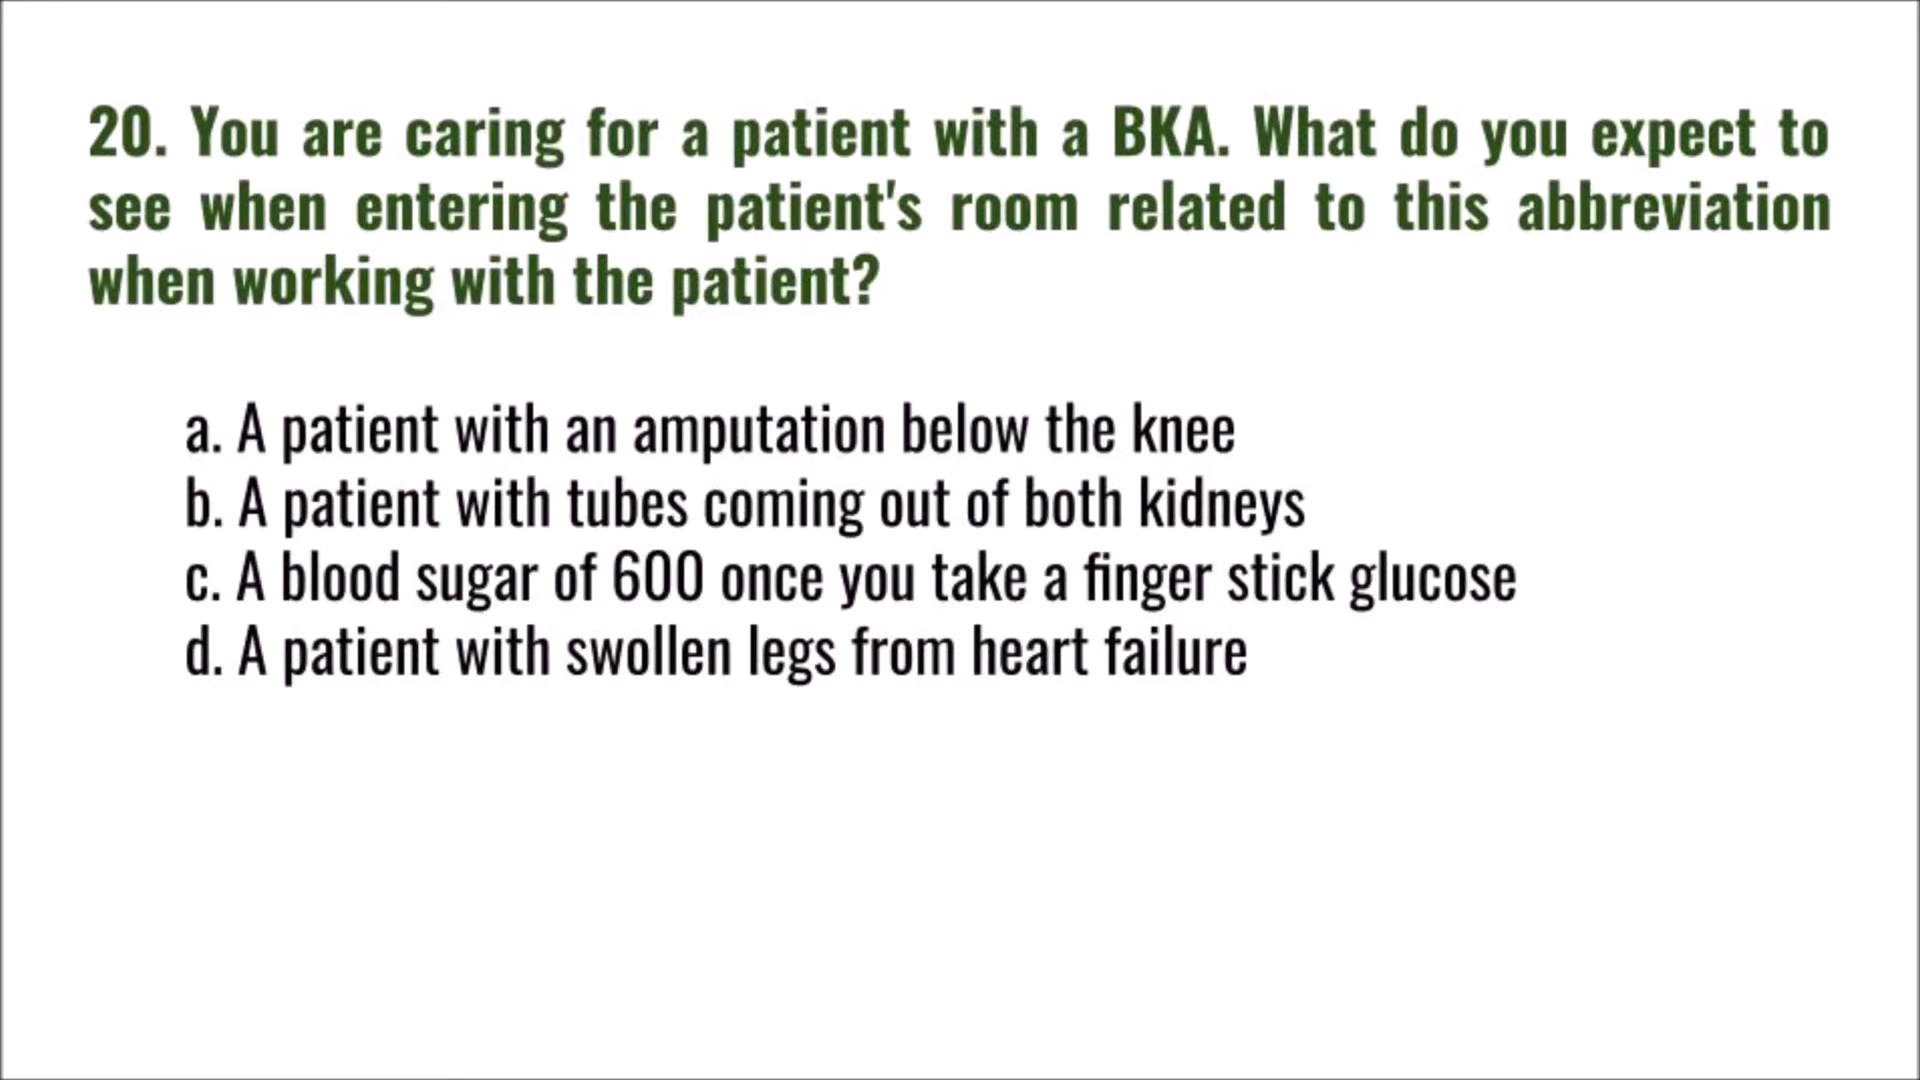 20. You are caring for a patient with a BKA. What do you expect to
see when entering the patient's room related to this abbreviation
when working with the patient?
a. A patient with an amputation below the knee
b. A patient with tubes coming out of both kidneys
c. A blood sugar of 600 once you take a finger stick glucose
d. A patient with swollen legs from heart failure